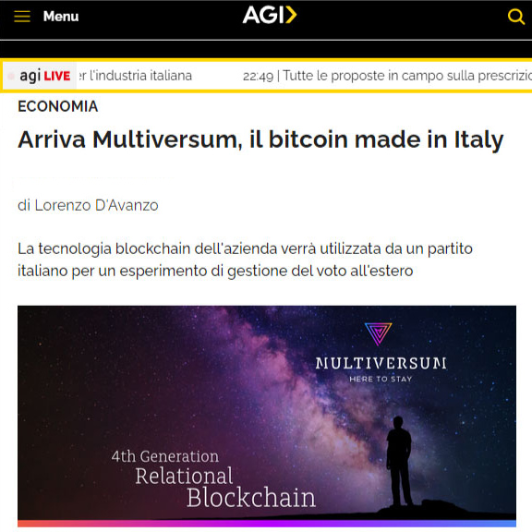 Menu
AGI
agi LIVE
er l'industria italiana
22:49 | Tutte le proposte in campo sulla prescrizio
ECONOMIA
Arriva Multiversum, il bitcoin made in Italy
di Lorenzo D'Avanzo
La tecnologia blockchain dell'azienda verrà utilizzata da un partito
italiano per un esperimento di gestione del voto all'estero
MULTIVERSUM
HERE TO STAY
4th Generation
Relational
Blockchain